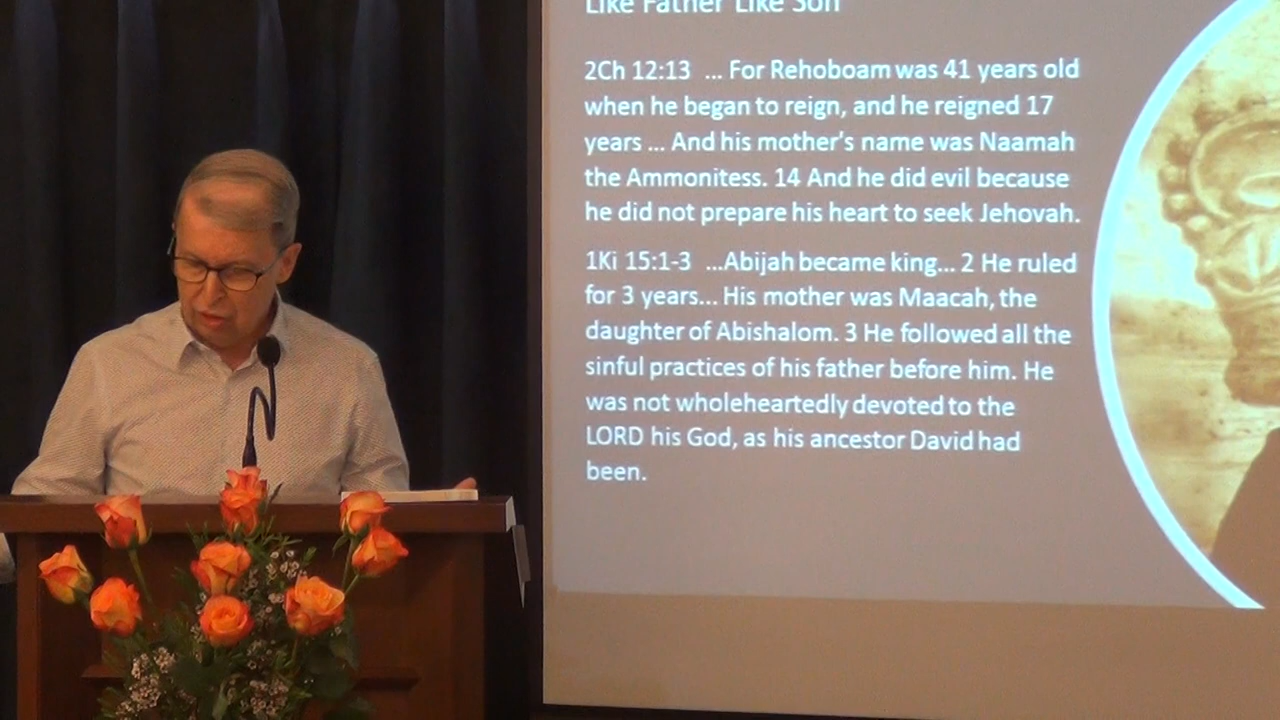 Like Father Like Son
2Ch 12:13 ... For Rehoboam was 41 years old
when he began to reign, and he reigned 17
years ... And his mother's name was Naamah
the Ammonitess. 14 And he did evil because
he did not prepare his heart to seek Jehovah.
1Ki 15:1-3 ...Abijah became king... 2 He ruled
for 3 years... His mother was Maacah, the
daughter of Abishalom. 3 He followed all the
sinful practices of his father before him. He
was not wholeheartedly devoted to the
LORD his God, as his ancestor David had
been.